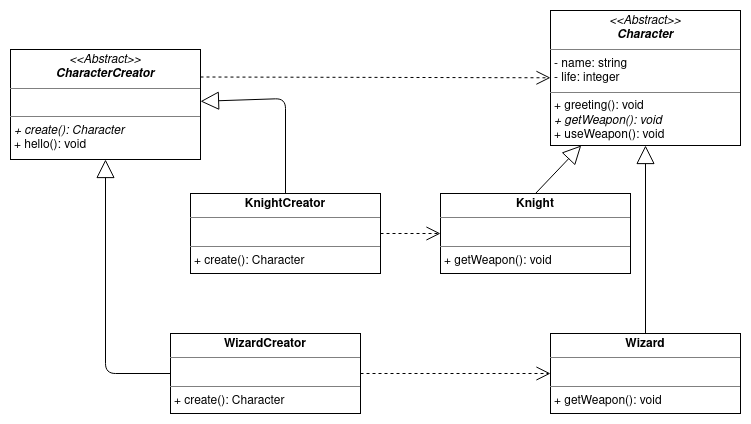 <<Abstract>>
CharacterCreator
+ create(): Character
+ hello(): void
<<Abstract>>
Character
- name: string
- life: integer
+ greeting(): void
+ getWeapon(): void
+ useWeapon(): void
KnightCreator
+ create(): Character
Knight
+ getWeapon(): void
WizardCreator
+ create(): Character
Wizard
+ getWeapon(): void